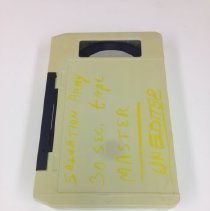 SALVATION ARMY
30 SEC. tape
MASTER
UNEDITED